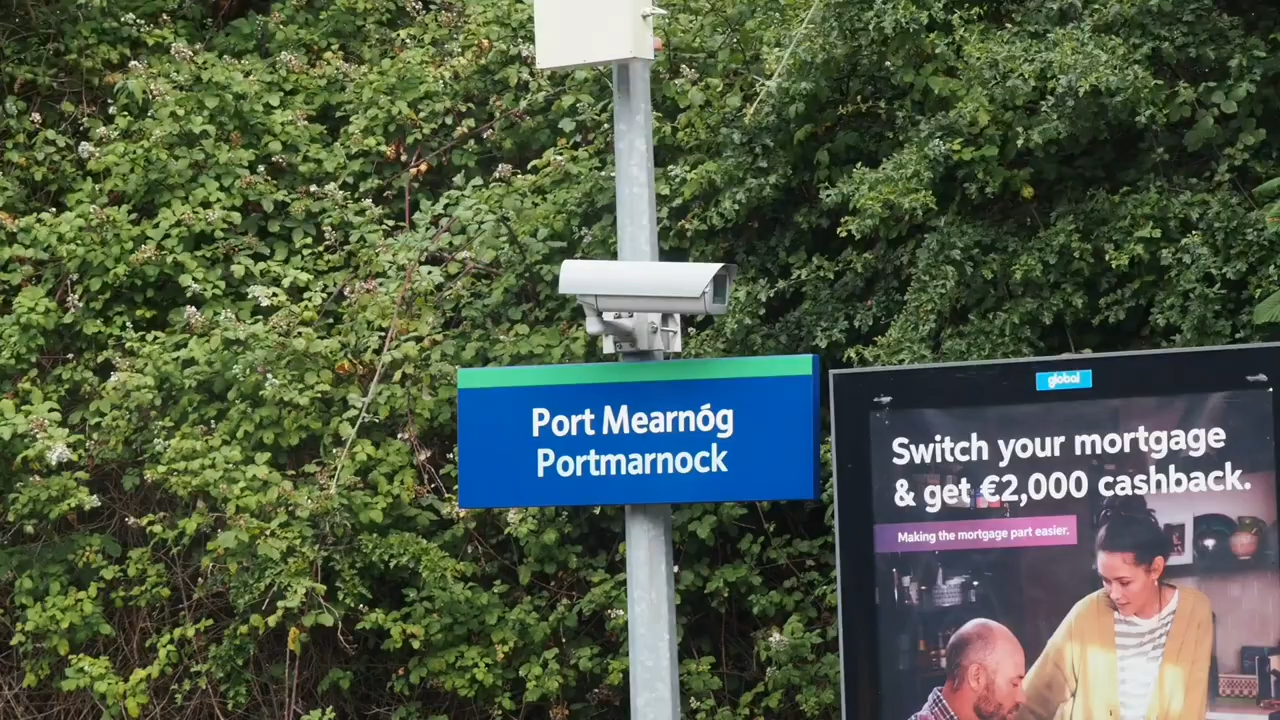 Port Mearnóg
Portmarnock
global
Switch your mortgage
& get €2,000 cashback.
Making the mortgage part easier.